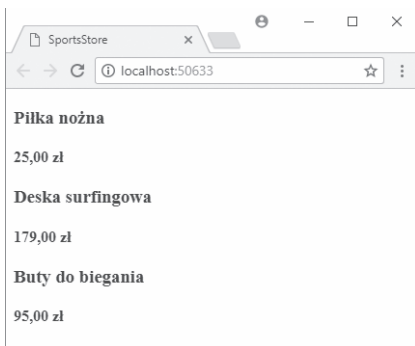 SportsStore
localhost:50633
Piłka nożna
25,00 zł
Deska surfingowa
179,00 zł
Buty do biegania
95,00 zł